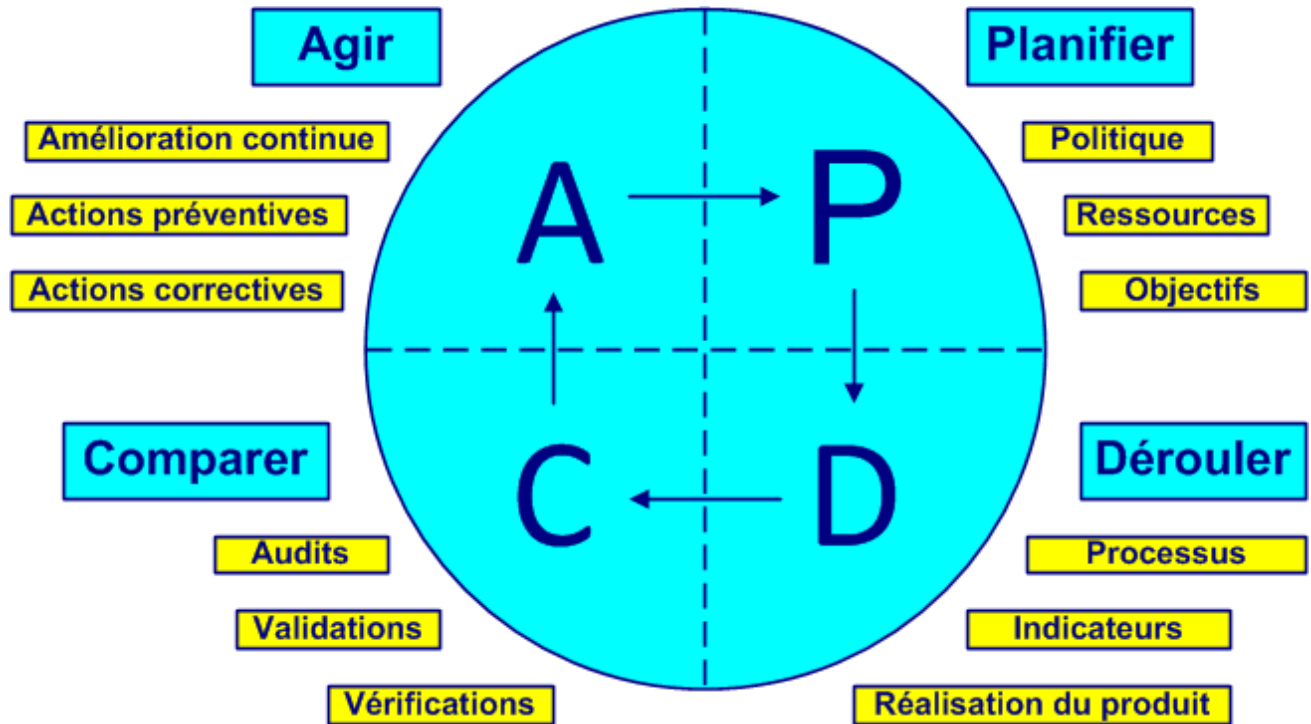 Agir
Planifier
Amélioration continue
Politique
Actions préventives
Ressources
Actions correctives
Objectifs
A
P
C
D
Comparer
Dérouler
Audits
Processus
Validations
Indicateurs
Vérifications
Réalisation du produit